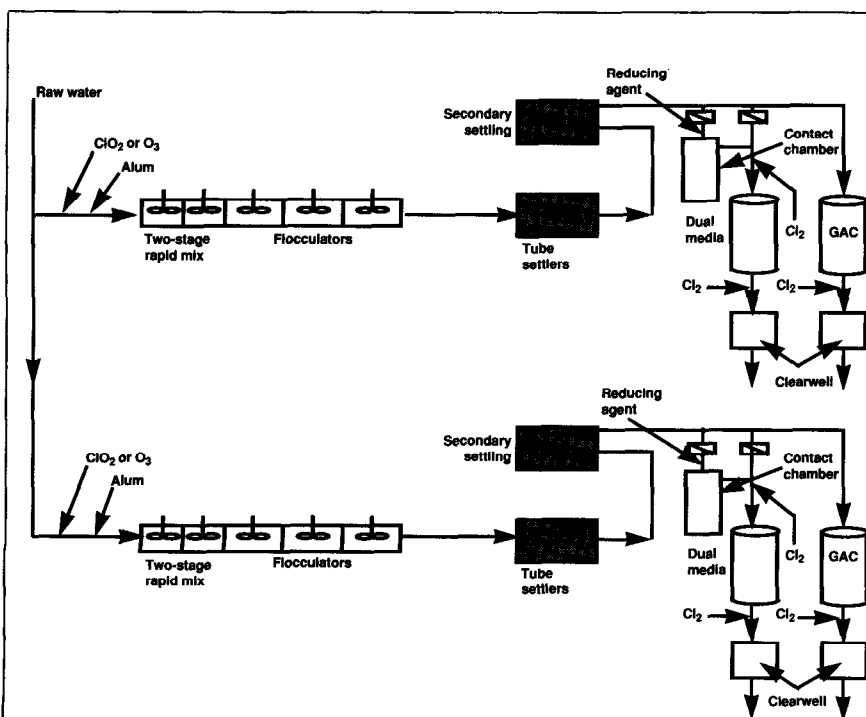 Raw water
ClO2 or O3
Alum
Two-stage
rapid mix
Flocculators
Secondary
settling
Tube
settlers
Reducing
agent
Contact
chamber
Dual
media
Cl2
GAC
Cl2
Cl2
Clearwell
ClO2 or O3
Alum
Two-stage
rapid mix
Flocculators
Secondary
settling
Tube
settlers
Reducing
agent
Contact
chamber
Dual
media
Cl2
GAC
Cl2
Cl2
Clearwell